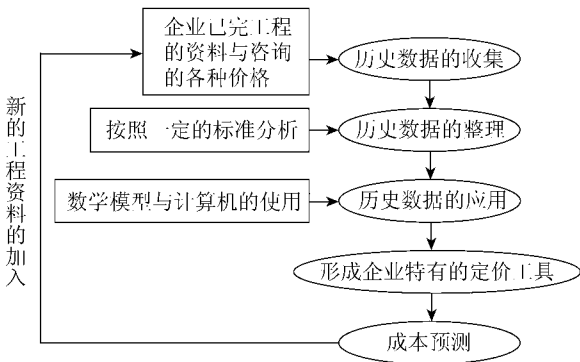 企业已完工程
的资料与咨询
的各种价格
历史数据的收集
按照一定的标准分析
历史数据的整理
数学模型与计算机的使用
历史数据的应用
形成企业特有的定价工具
成本预测
新的工程资料的加入